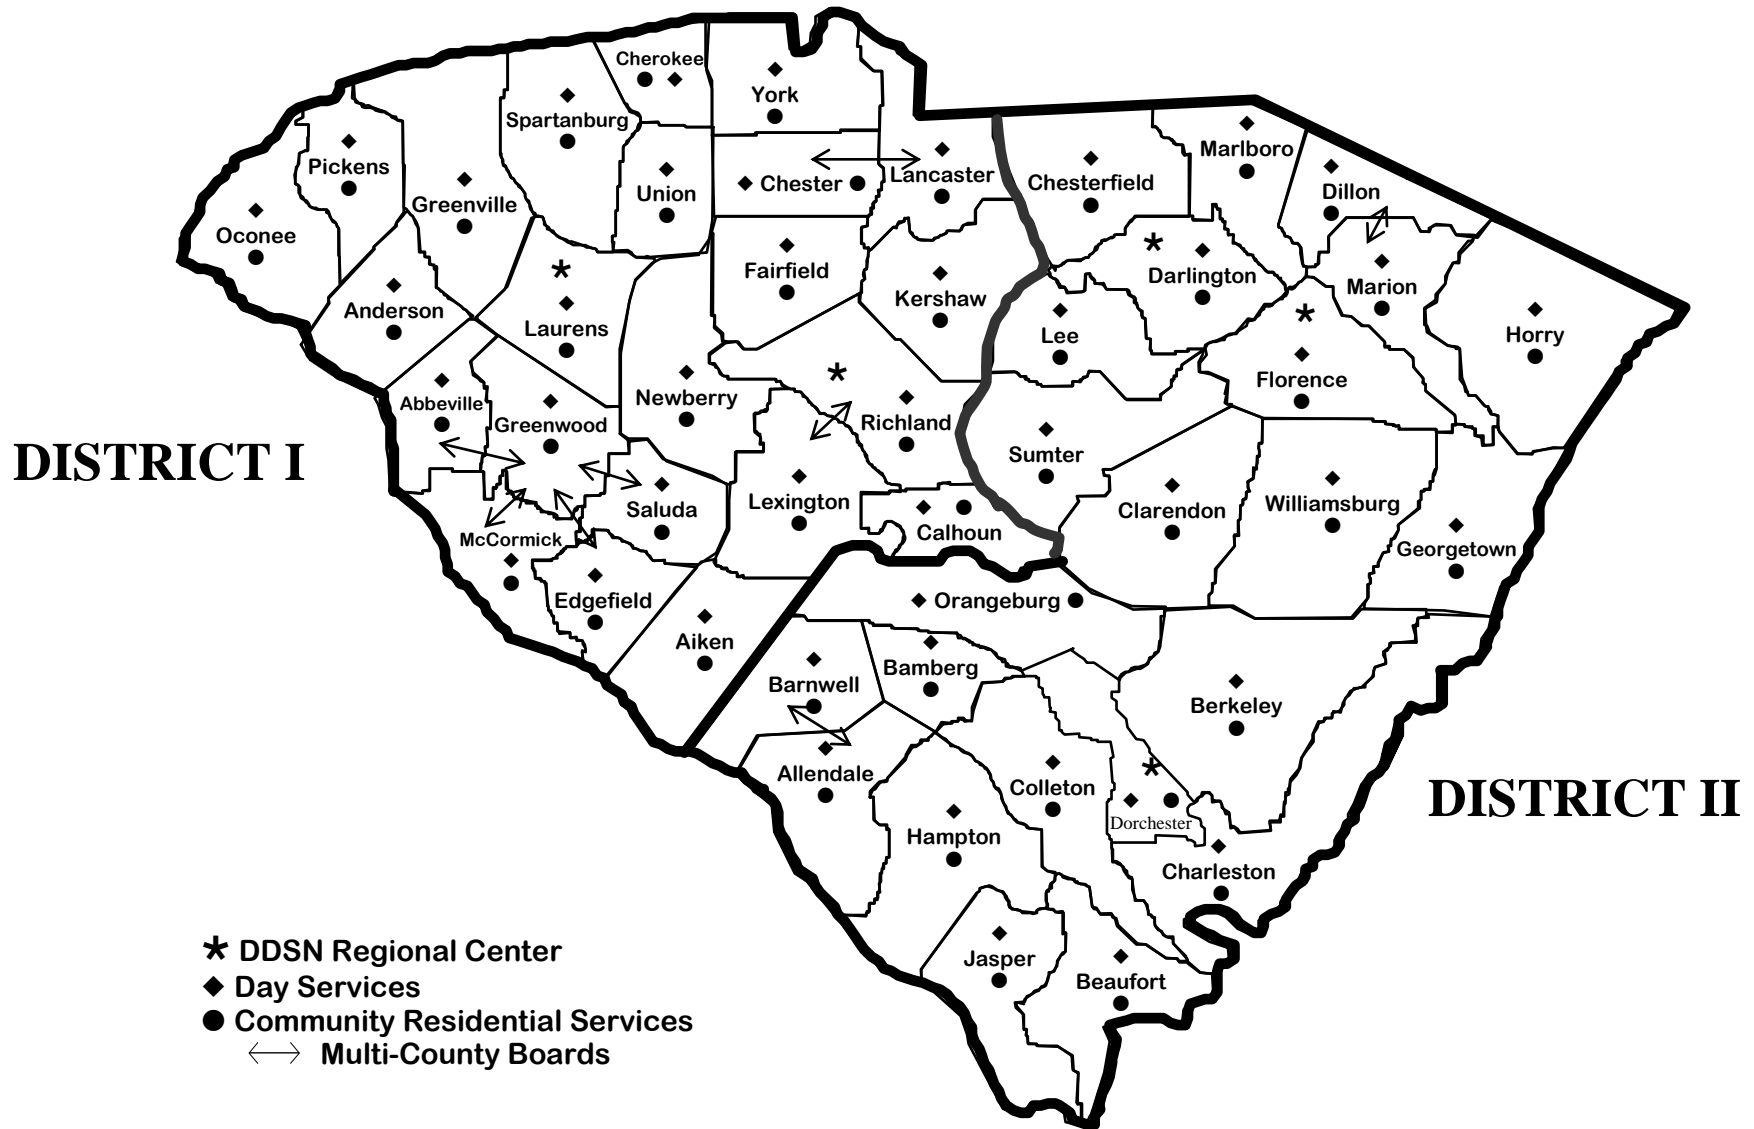 Cherokee
York
Spartanburg
Marlboro
Pickens
Chester
Lancaster
Chesterfield
Union
Dillon
Greenville
Oconee
Fairfield
Darlington
Marion
Kershaw
Anderson
Laurens
Lee
Horry
Florence
Newberry
Abbeville
Greenwood
Richland
DISTRICT I
Sumter
Lexington
Saluda
Clarendon
Williamsburg
Calhoun
McCormick
Georgetown
Edgefield
Orangeburg
Aiken
Bamberg
Barnwell
Berkeley
Allendale
Colleton
DISTRICT II
Dorchester
Hampton
Charleston
* DDSN Regional Center
Jasper
Beaufort
◆ Day Services
● Community Residential Services
↔ Multi-County Boards